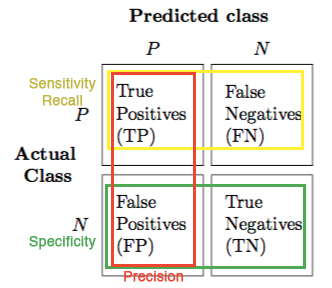 Predicted class
P N
Sensitivity
Recall
P
True
Positives
(TP)
False
Negatives
(FN)
Actual
Class
N
Specificity
False
Positives
(FP)
True
Negatives
(TN)
Precision